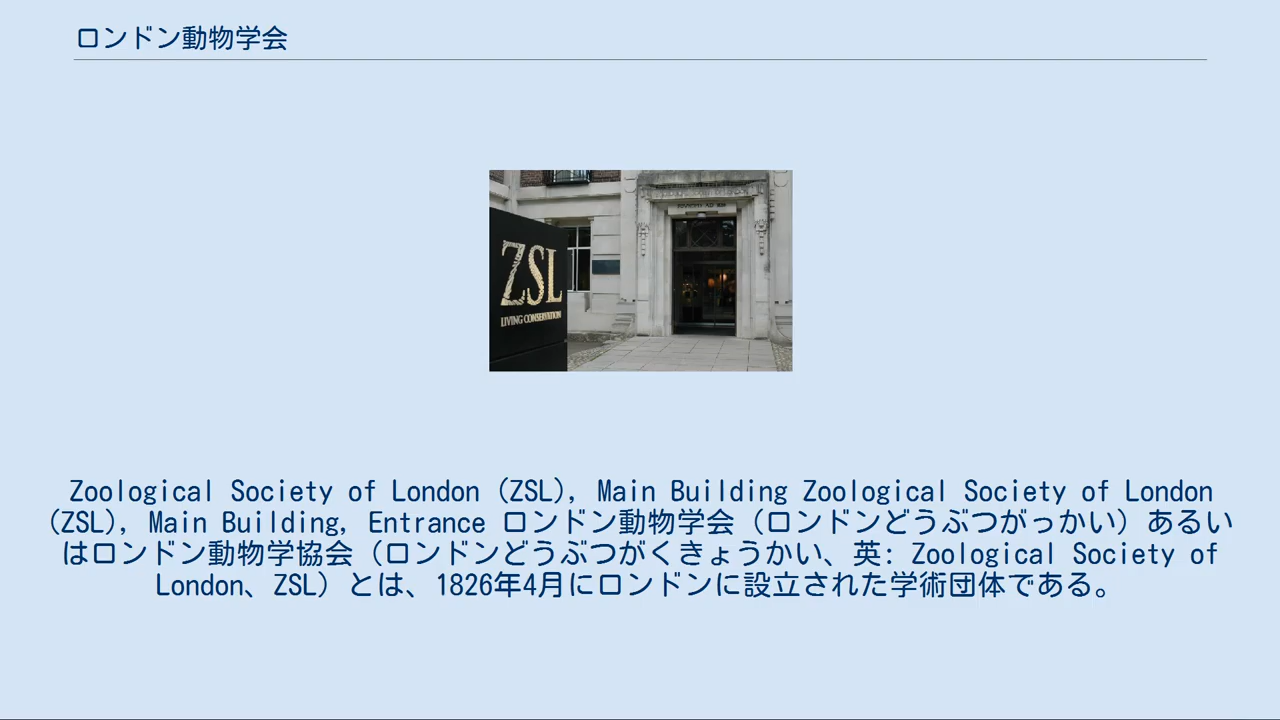 ロンドン動物学会
ZSL
LIVING CONSERVATION
Zoological Society of London (ZSL), Main Building Zoological Society of London
(ZSL), Main Building, Entrance ロンドン動物学会（ロンドンどうぶつがっかい）あるい
はロンドン動物学協会（ロンドンどうぶつがくきょうかい、英: Zoological Society of
London、ZSL）とは、1826年4月にロンドンに設立された学術団体である。